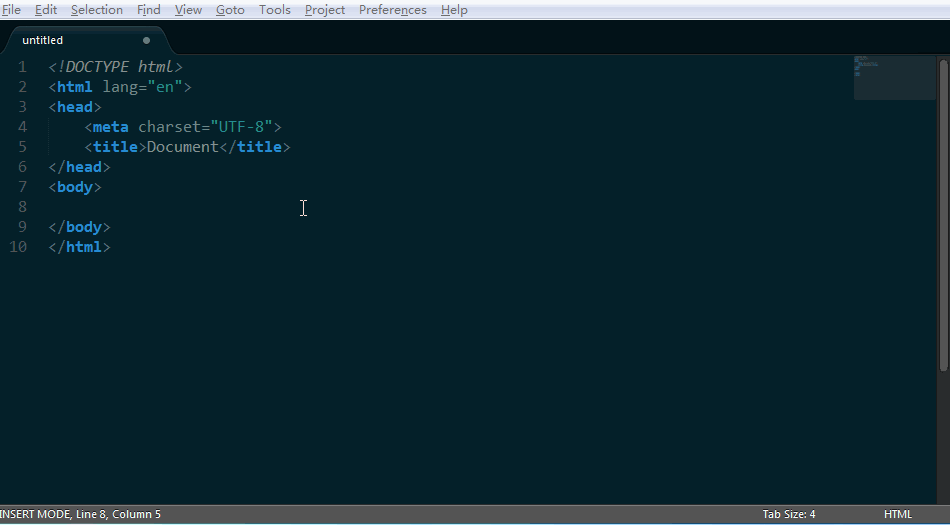 File Edit Selection Find View Goto Tools Project Preferences Help
untitled
1 <!DOCTYPE html>
2 <html lang="en">
3 <head>
4     <meta charset="UTF-8">
5     <title>Document</title>
6 </head>
7 <body>
8
9 </body>
10 </html>
INSERT MODE, Line 8, Column 5 Tab Size: 4 HTML